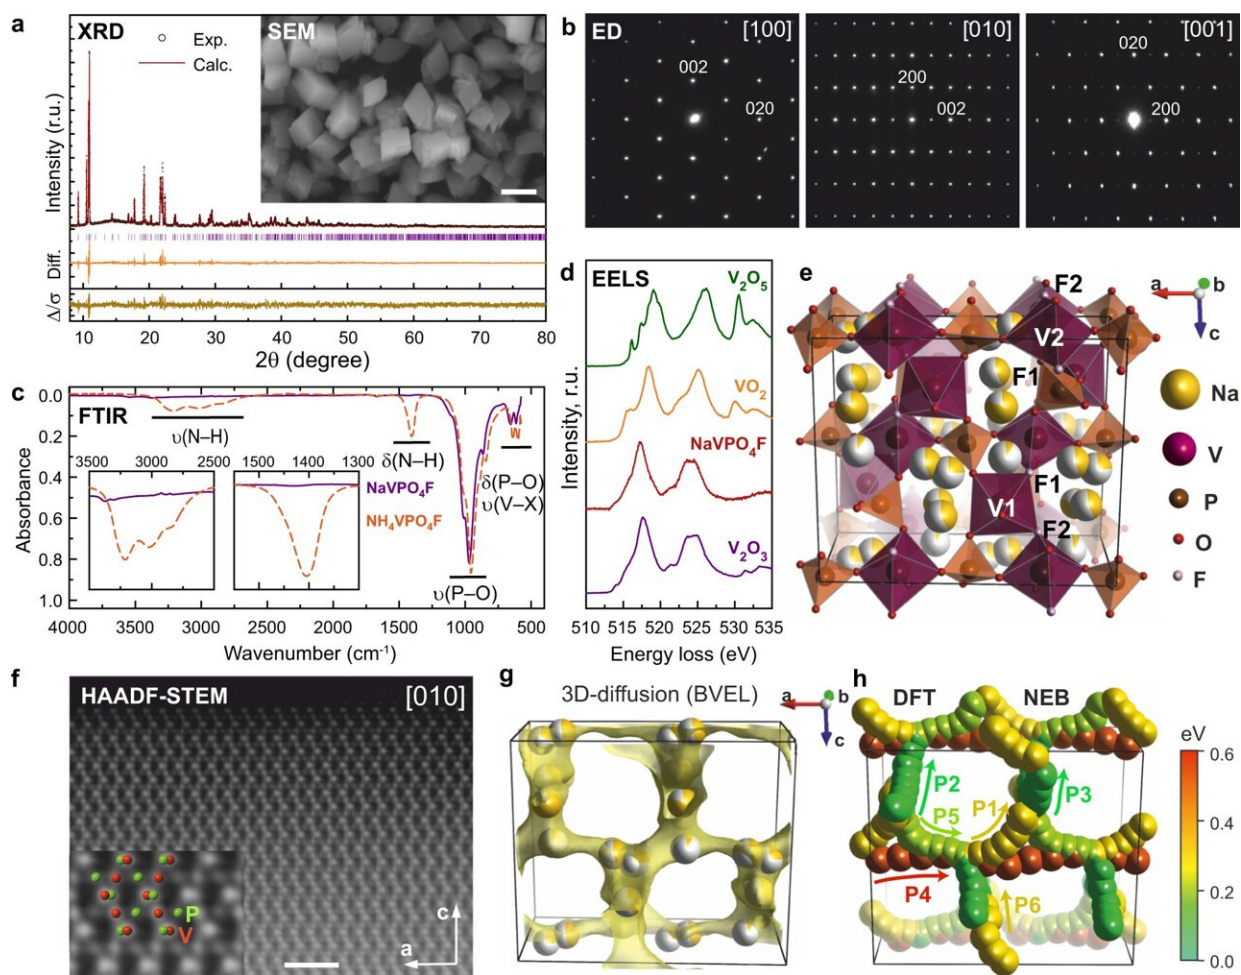 a
XRD
Exp.
Calc.
SEM
Intensity (r.u.)
Diff.
Δ/σ
10 20 30 40 50 60 70 80
2θ (degree)
b
ED
[100]
002
020
[010]
200
002
[001]
020
200
c
FTIR
0.0
0.2
0.4
0.6
0.8
1.0
Absorbance
υ(N–H)
δ(N–H)
δ(P–O)
υ(V–X)
υ(P–O)
3500 3000 2500
1500 1400 1300
NaVPO₄F
NH₄VPO₄F
4000 3500 3000 2500 2000 1500 1000 500
Wavenumber (cm⁻¹)
d
EELS
V₂O₅
VO₂
NaVPO₄F
V₂O₃
Intensity, r.u.
510 515 520 525 530 535
Energy loss (eV)
e
F2
V2
F1
F1
V1
F2
a
b
c
Na
V
P
O
F
f
HAADF-STEM
[010]
P
V
c
a
g
3D-diffusion (BVEL)
a
b
c
h
DFT
NEB
P2
P5
P1
P3
P4
P6
eV
0.6
0.4
0.2
0.0